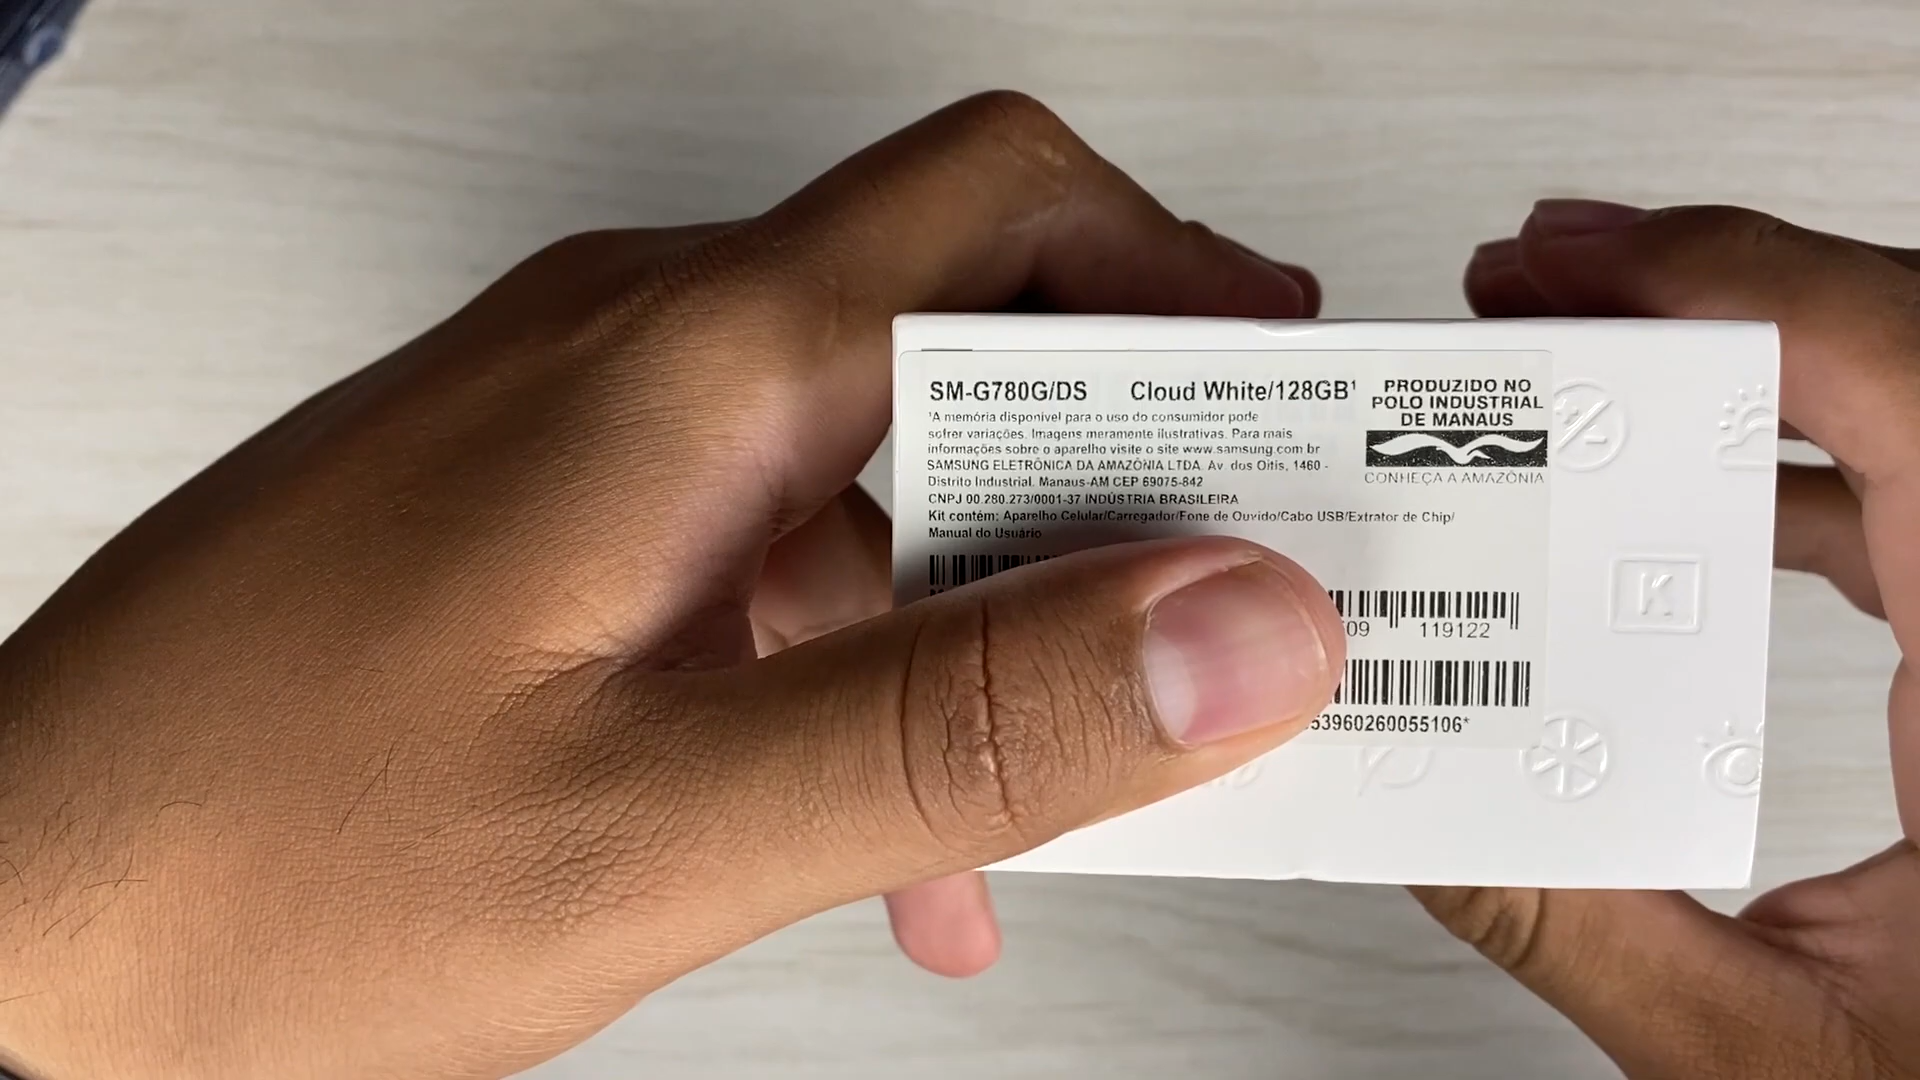 SM-G780G/DS Cloud White/128GB¹
¹A memória disponível para o uso do consumidor pode
sofrer variações. Imagens meramente ilustrativas. Para mais
informações sobre o aparelho visite o site www.samsung.com br
SAMSUNG ELETRÔNICA DA AMAZÔNIA LTDA. Av. dos Oitis, 1460 -
Distrito Industrial. Manaus-AM CEP 69075-842
CNPJ 00.280.273/0001-37 INDÚSTRIA BRASILEIRA
Kit contém: Aparelho Celular/Carregador/Fone de Ouvido/Cabo USB/Extrator de Chip/
Manual do Usuário
PRODUZIDO NO
POLO INDUSTRIAL
DE MANAUS
CONHEÇA A AMAZÔNIA
09 119122
53960260055106*
K